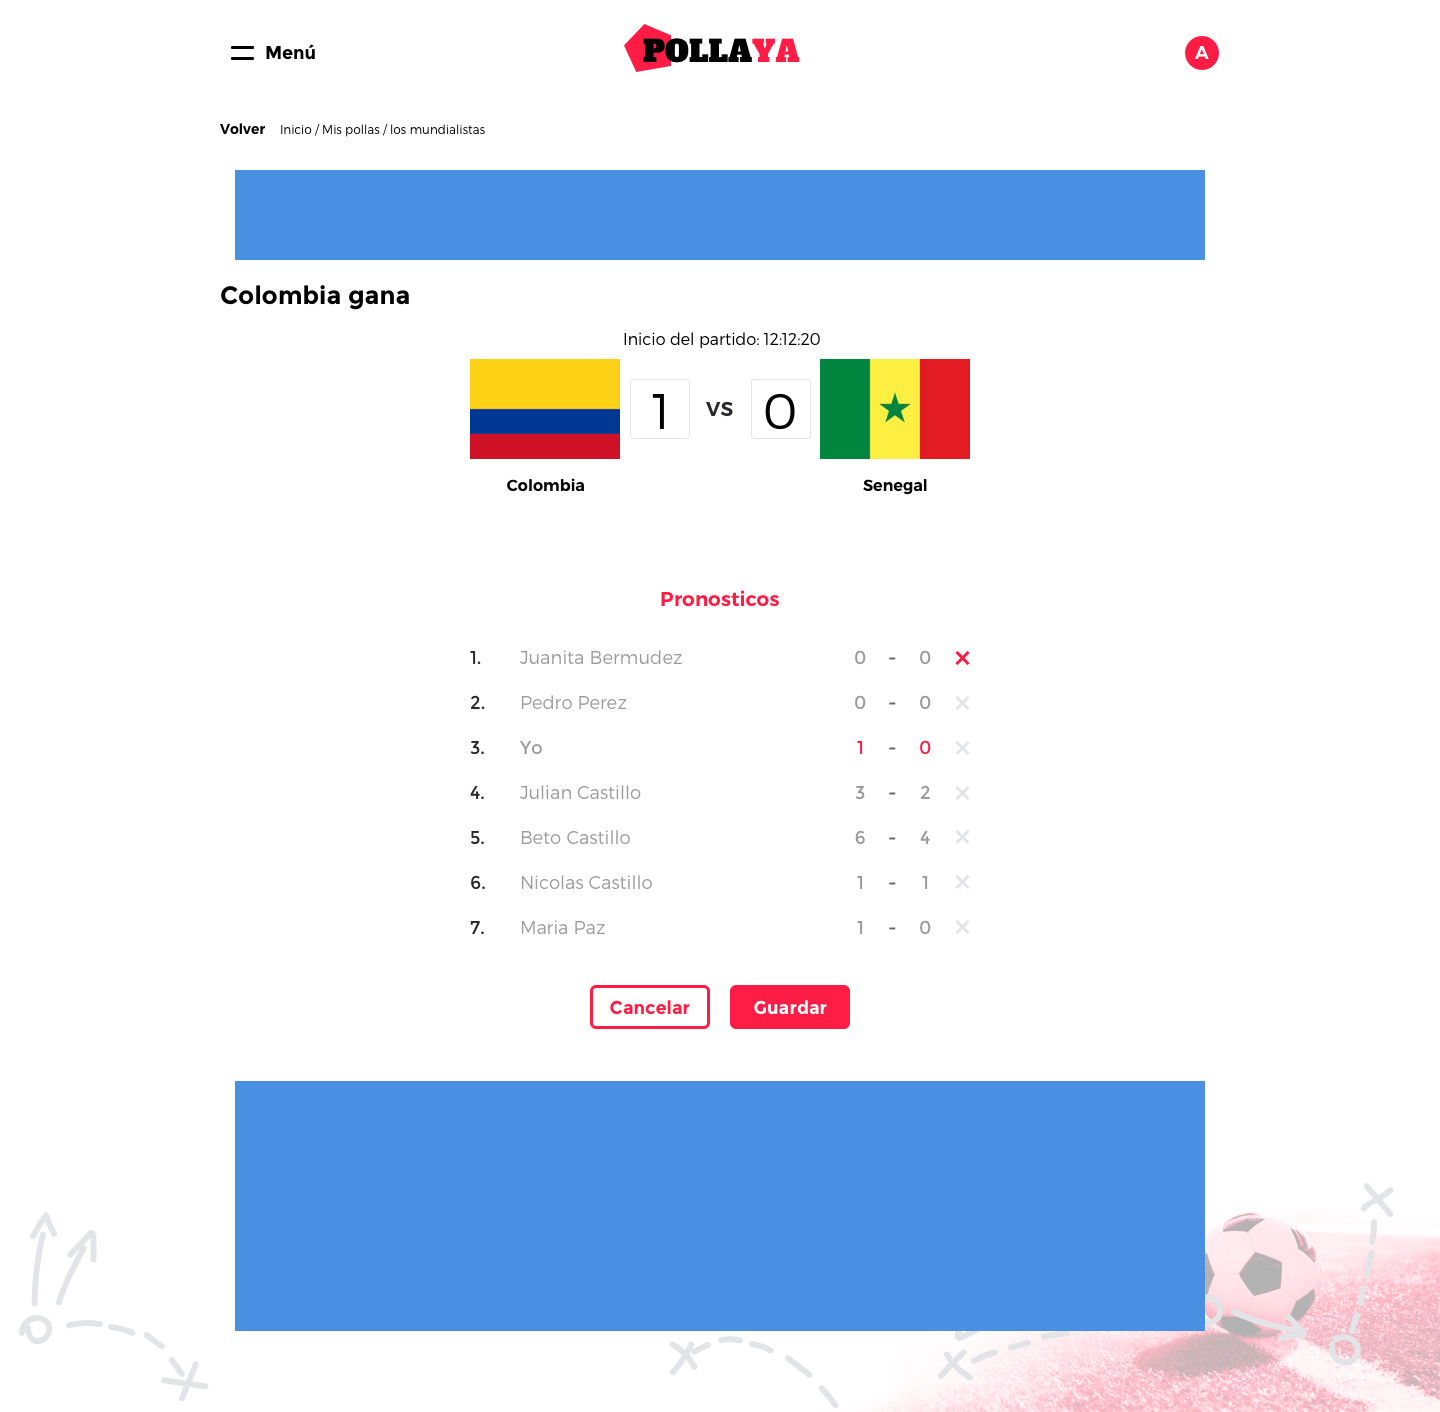 Menú
POLLAYA
A
Volver Inicio / Mis pollas / los mundialistas
Colombia gana
Inicio del partido: 12:12:20
1 vs 0
Colombia Senegal
Pronosticos
1. Juanita Bermudez 0 - 0 ×
2. Pedro Perez 0 - 0 ×
3. Yo 1 - 0 ×
4. Julian Castillo 3 - 2 ×
5. Beto Castillo 6 - 4 ×
6. Nicolas Castillo 1 - 1 ×
7. Maria Paz 1 - 0 ×
Cancelar Guardar